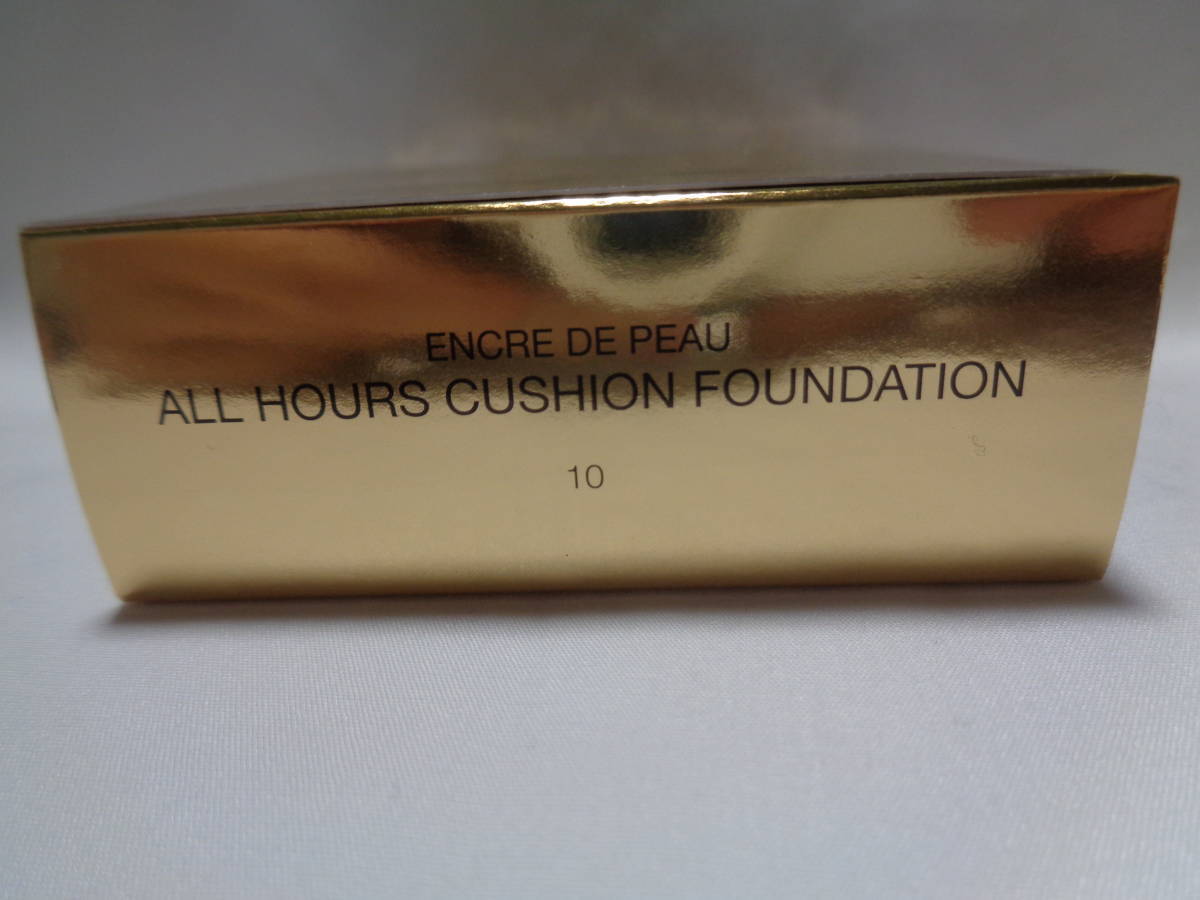 ENCRE DE PEAU
ALL HOURS CUSHION FOUNDATION
10